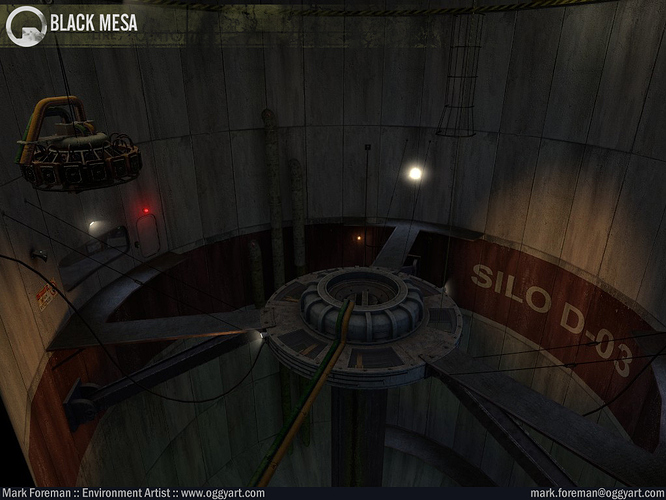 BLACK MESA
SILO D-03
Mark Foreman :: Environment Artist :: www.oggyart.com
mark.foreman@oggyart.com